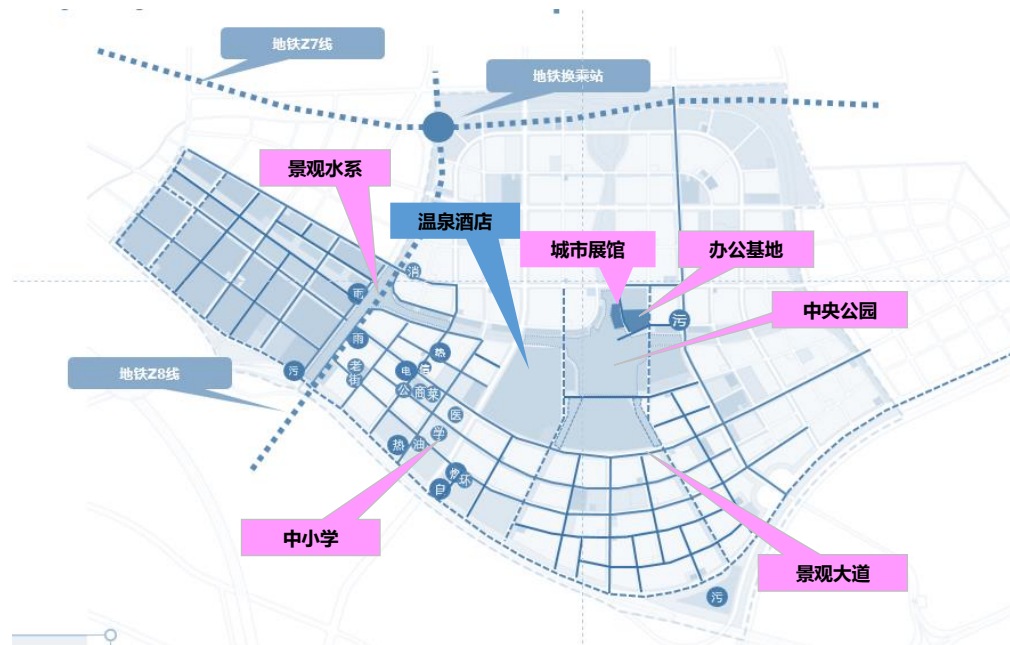 地铁Z7线
地铁换乘站
景观水系
温泉酒店
城市展馆
办公基地
中央公园
消
雨
污
雨
热
污
老
街
电
公
商
菜
地铁Z8线
医
学
热
油
环
自
中小学
景观大道
污